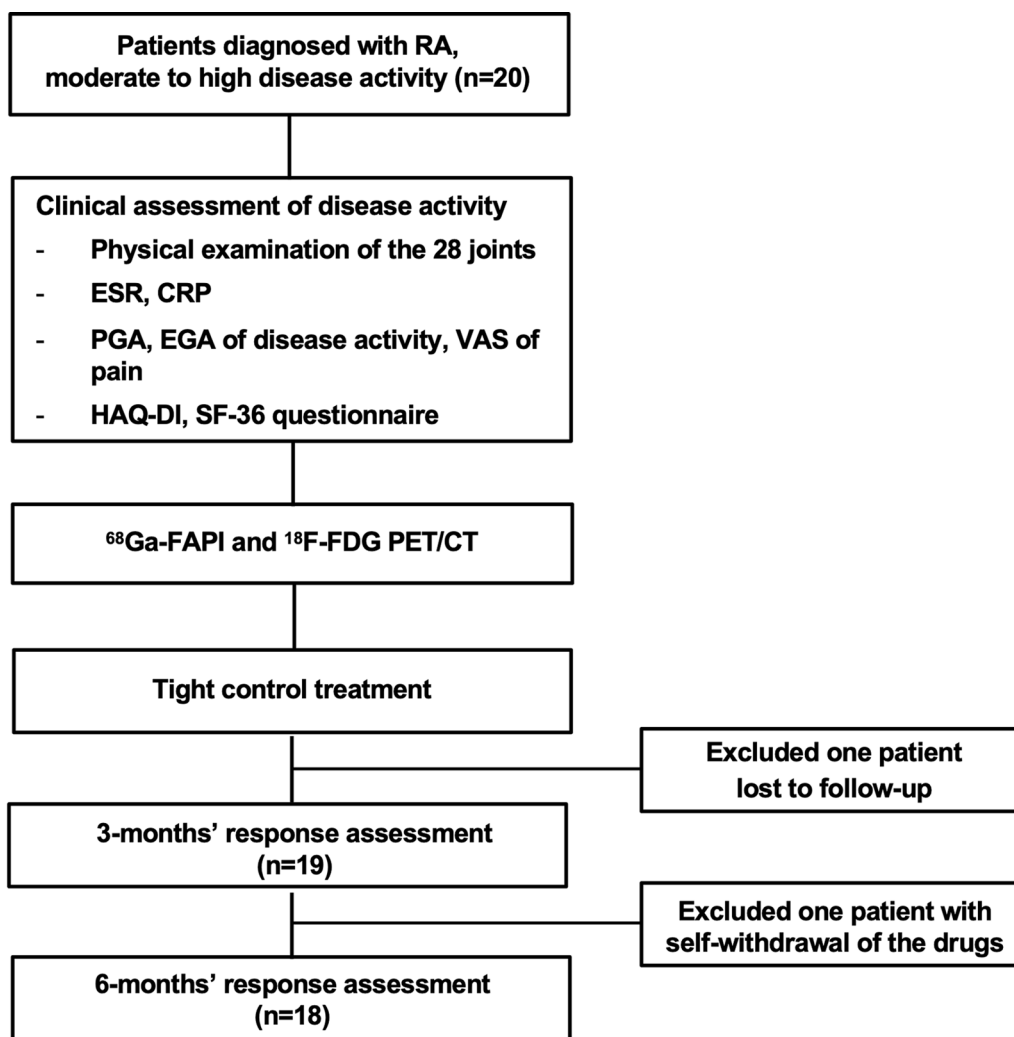 Patients diagnosed with RA,
moderate to high disease activity (n=20)
Clinical assessment of disease activity
- Physical examination of the 28 joints
- ESR, CRP
- PGA, EGA of disease activity, VAS of
pain
- HAQ-DI, SF-36 questionnaire
⁶⁸Ga-FAPI and ¹⁸F-FDG PET/CT
Tight control treatment
Excluded one patient
lost to follow-up
3-months’ response assessment
(n=19)
Excluded one patient with
self-withdrawal of the drugs
6-months’ response assessment
(n=18)